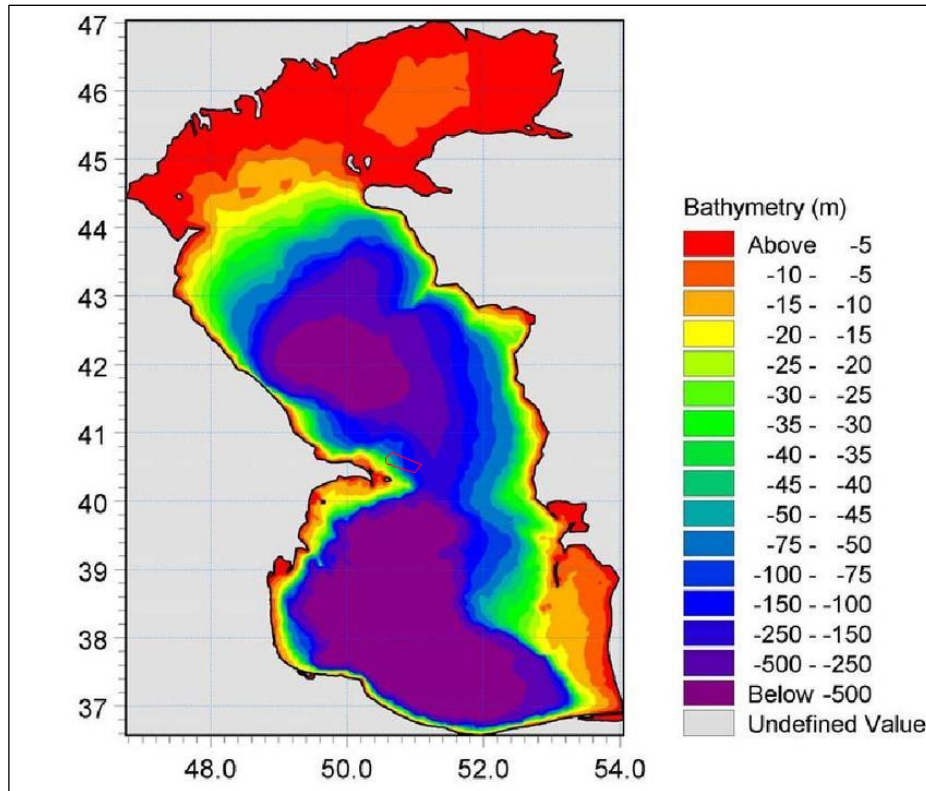 47
46
45
44
43
42
41
40
39
38
37
48.0 50.0 52.0 54.0
Bathymetry (m)
Above -5
-10 - -5
-15 - -10
-20 - -15
-25 - -20
-30 - -25
-35 - -30
-40 - -35
-45 - -40
-50 - -45
-75 - -50
-100 - -75
-150 - -100
-250 - -150
-500 - -250
Below -500
Undefined Value